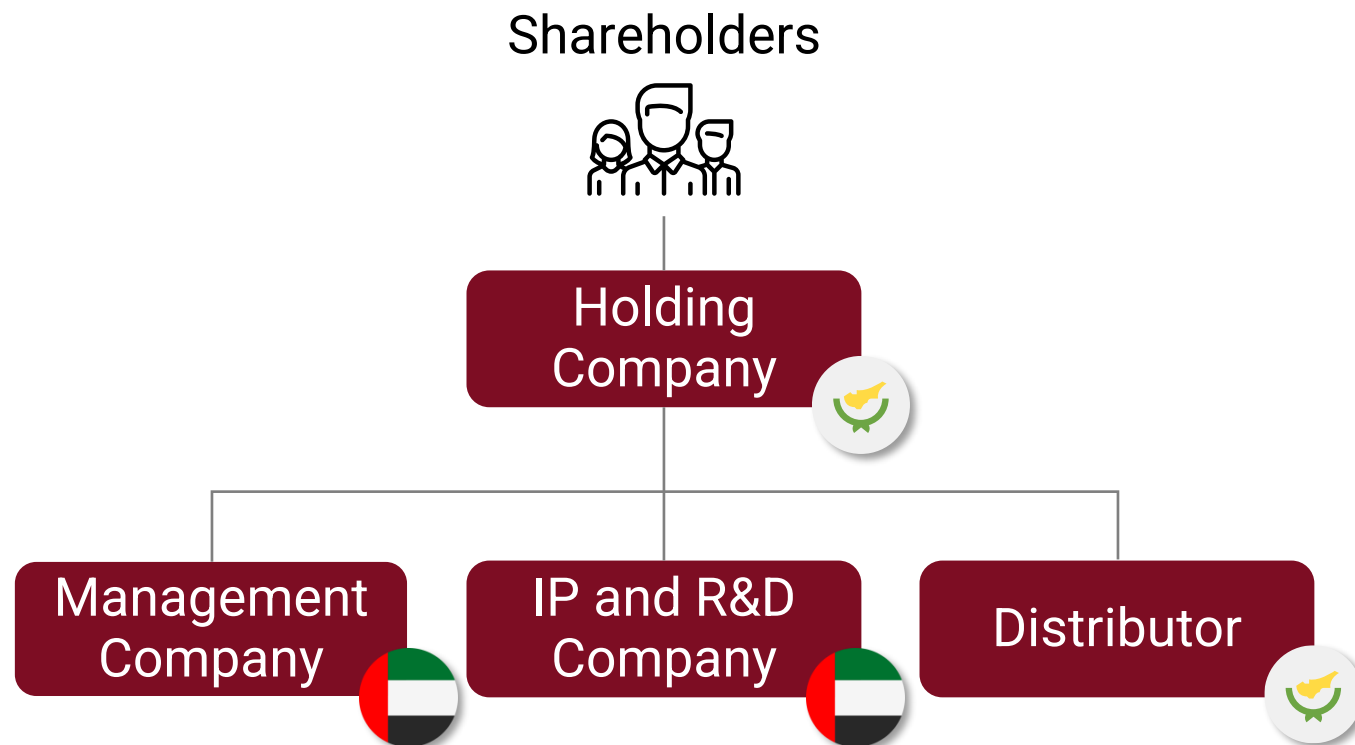 Shareholders
Holding
Company
Management
Company
IP and R&D
Company
Distributor